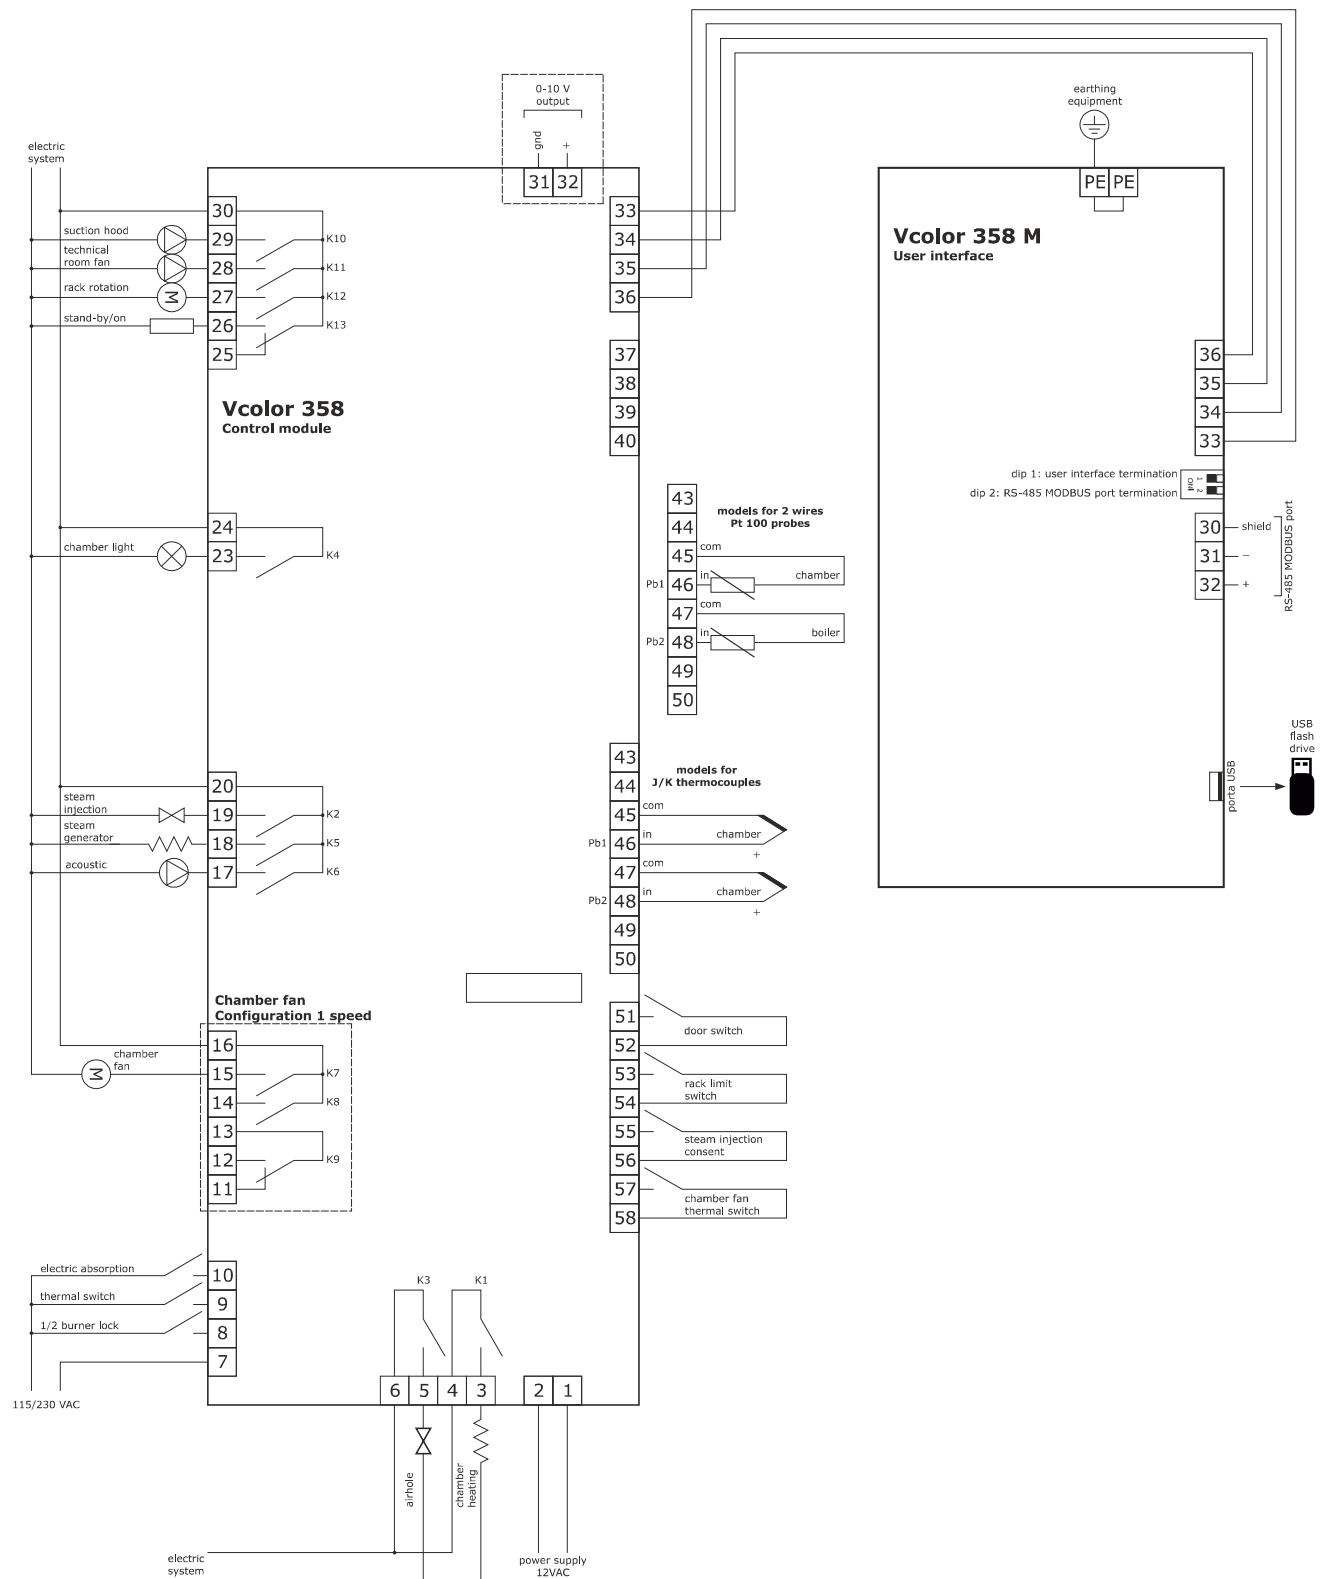 0-10 V
output
gnd
+
31 32
earthing
equipment
PE PE
electric
system
30
suction hood
29
K10
technical
room fan
28
K11
rack rotation
M
27
K12
stand-by/on
26
K13
25
Vcolor 358
Control module
33
34
35
36
37
38
39
40
Vcolor 358 M
User interface
36
35
34
33
dip 1: user interface termination
dip 2: RS-485 MODBUS port termination
1 2
ON
30 shield
31 −
32 +
RS-485 MODBUS port
24
chamber light
23
K4
43
44
45
46
47
48
49
50
models for 2 wires
Pt 100 probes
com
Pb1
in
chamber
com
Pb2
in
boiler
USB
flash
drive
porta USB
20
steam
injection
19
K2
steam
generator
18
K5
acoustic
17
K6
43
44
45
46
47
48
49
50
models for
J/K thermocouples
com
Pb1
in
chamber
+
com
Pb2
in
chamber
+
Chamber fan
Configuration 1 speed
16
chamber
fan
M
15
K7
14
K8
13
12
K9
11
51
door switch
52
53
rack limit
switch
54
55
steam injection
consent
56
57
chamber fan
thermal switch
58
electric absorption
10
thermal switch
9
1/2 burner lock
8
7
115/230 VAC
K3
K1
6 5 4 3 2 1
airhole
chamber
heating
electric
system
power supply
12VAC